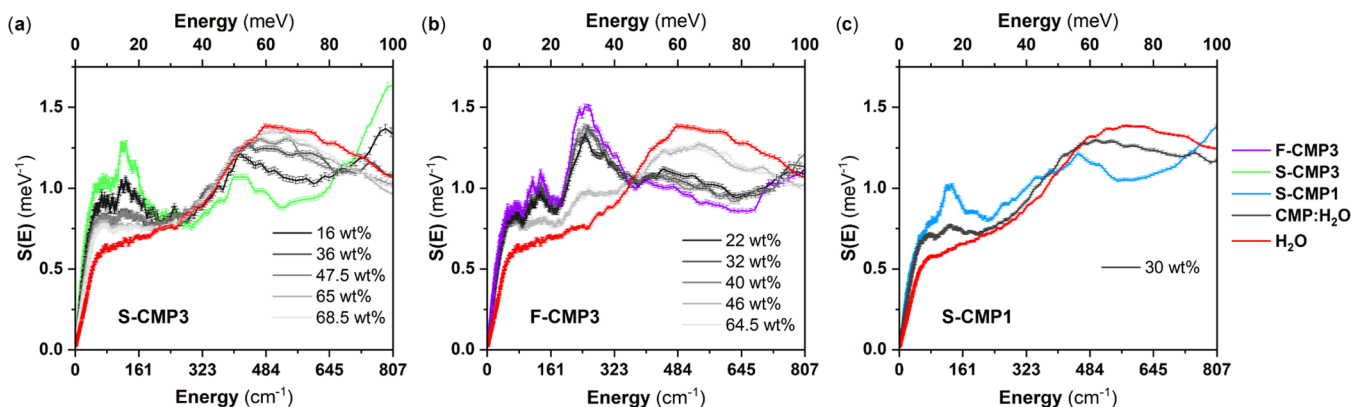 (a)
Energy (meV)
0 20 40 60 80 100
S(E) (meV⁻¹)
1.5
1.0
0.5
0.0
16 wt%
36 wt%
47.5 wt%
65 wt%
68.5 wt%
S-CMP3
0 161 323 484 645 807
Energy (cm⁻¹)
(b)
Energy (meV)
0 20 40 60 80 100
S(E) (meV⁻¹)
1.5
1.0
0.5
0.0
22 wt%
32 wt%
40 wt%
46 wt%
64.5 wt%
F-CMP3
0 161 323 484 645 807
Energy (cm⁻¹)
(c)
Energy (meV)
0 20 40 60 80 100
S(E) (meV⁻¹)
1.5
1.0
0.5
0.0
30 wt%
S-CMP1
0 161 323 484 645 807
Energy (cm⁻¹)
F-CMP3
S-CMP3
S-CMP1
CMP:H₂O
H₂O